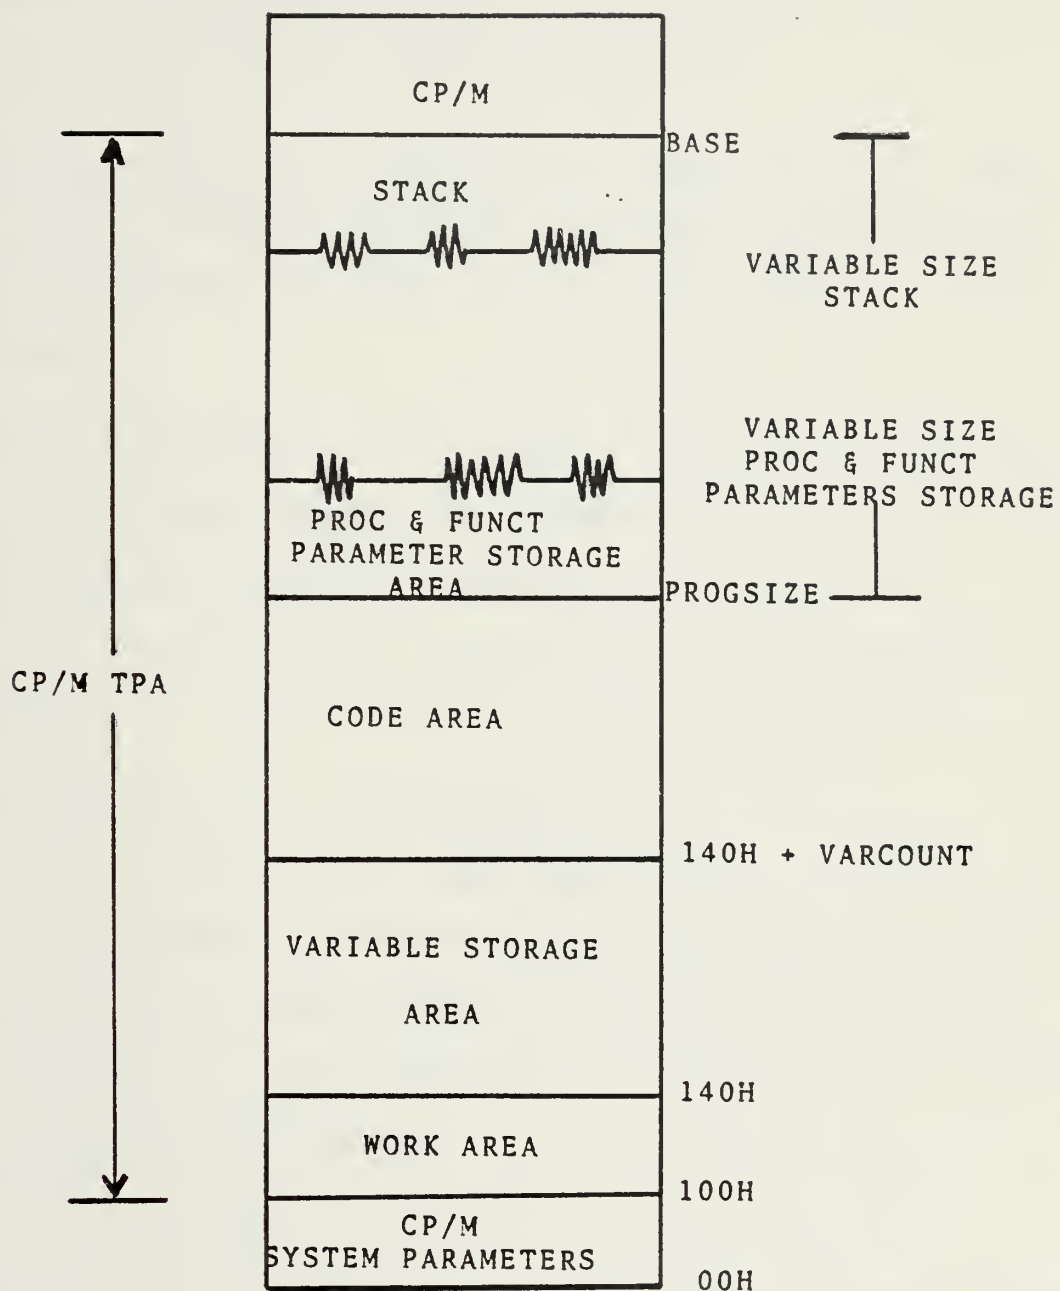 CP/M
BASE
STACK
VARIABLE SIZE
STACK
VARIABLE SIZE
PROC & FUNCT
PARAMETERS STORAGE
PROC & FUNCT
PARAMETER STORAGE
AREA
PROGSIZE
CP/M TPA
CODE AREA
140H + VARCOUNT
VARIABLE STORAGE
AREA
140H
WORK AREA
100H
CP/M
SYSTEM PARAMETERS
00H